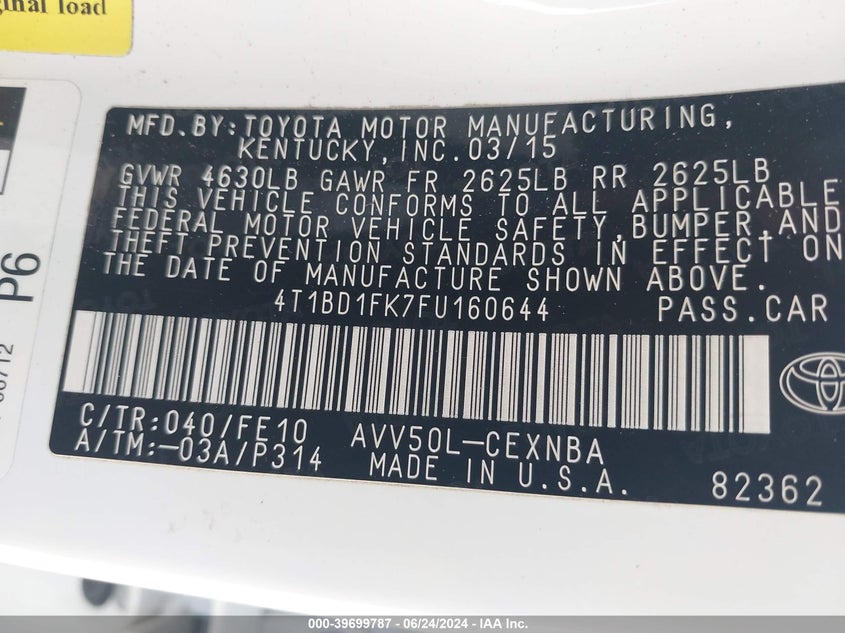 ginal load
P6
MFD.BY:TOYOTA MOTOR MANUFACTURING,
KENTUCKY,INC.03/15
GVWR 4630LB GAWR FR 2625LB RR 2625LB
THIS VEHICLE CONFORMS TO ALL APPLICABLE
FEDERAL MOTOR VEHICLE SAFETY,BUMPER,AND
THEFT PREVENTION STANDARDS IN EFFECT ON
THE DATE OF MANUFACTURE SHOWN ABOVE.
4T1BD1FK7FU160644 PASS.CAR
C/TR:040/FE10 AVV50L-CEXNBA
A/TM:-03A/P314 MADE IN U.S.A. 82362
000-39699787 - 06/24/2024 - IAA Inc.